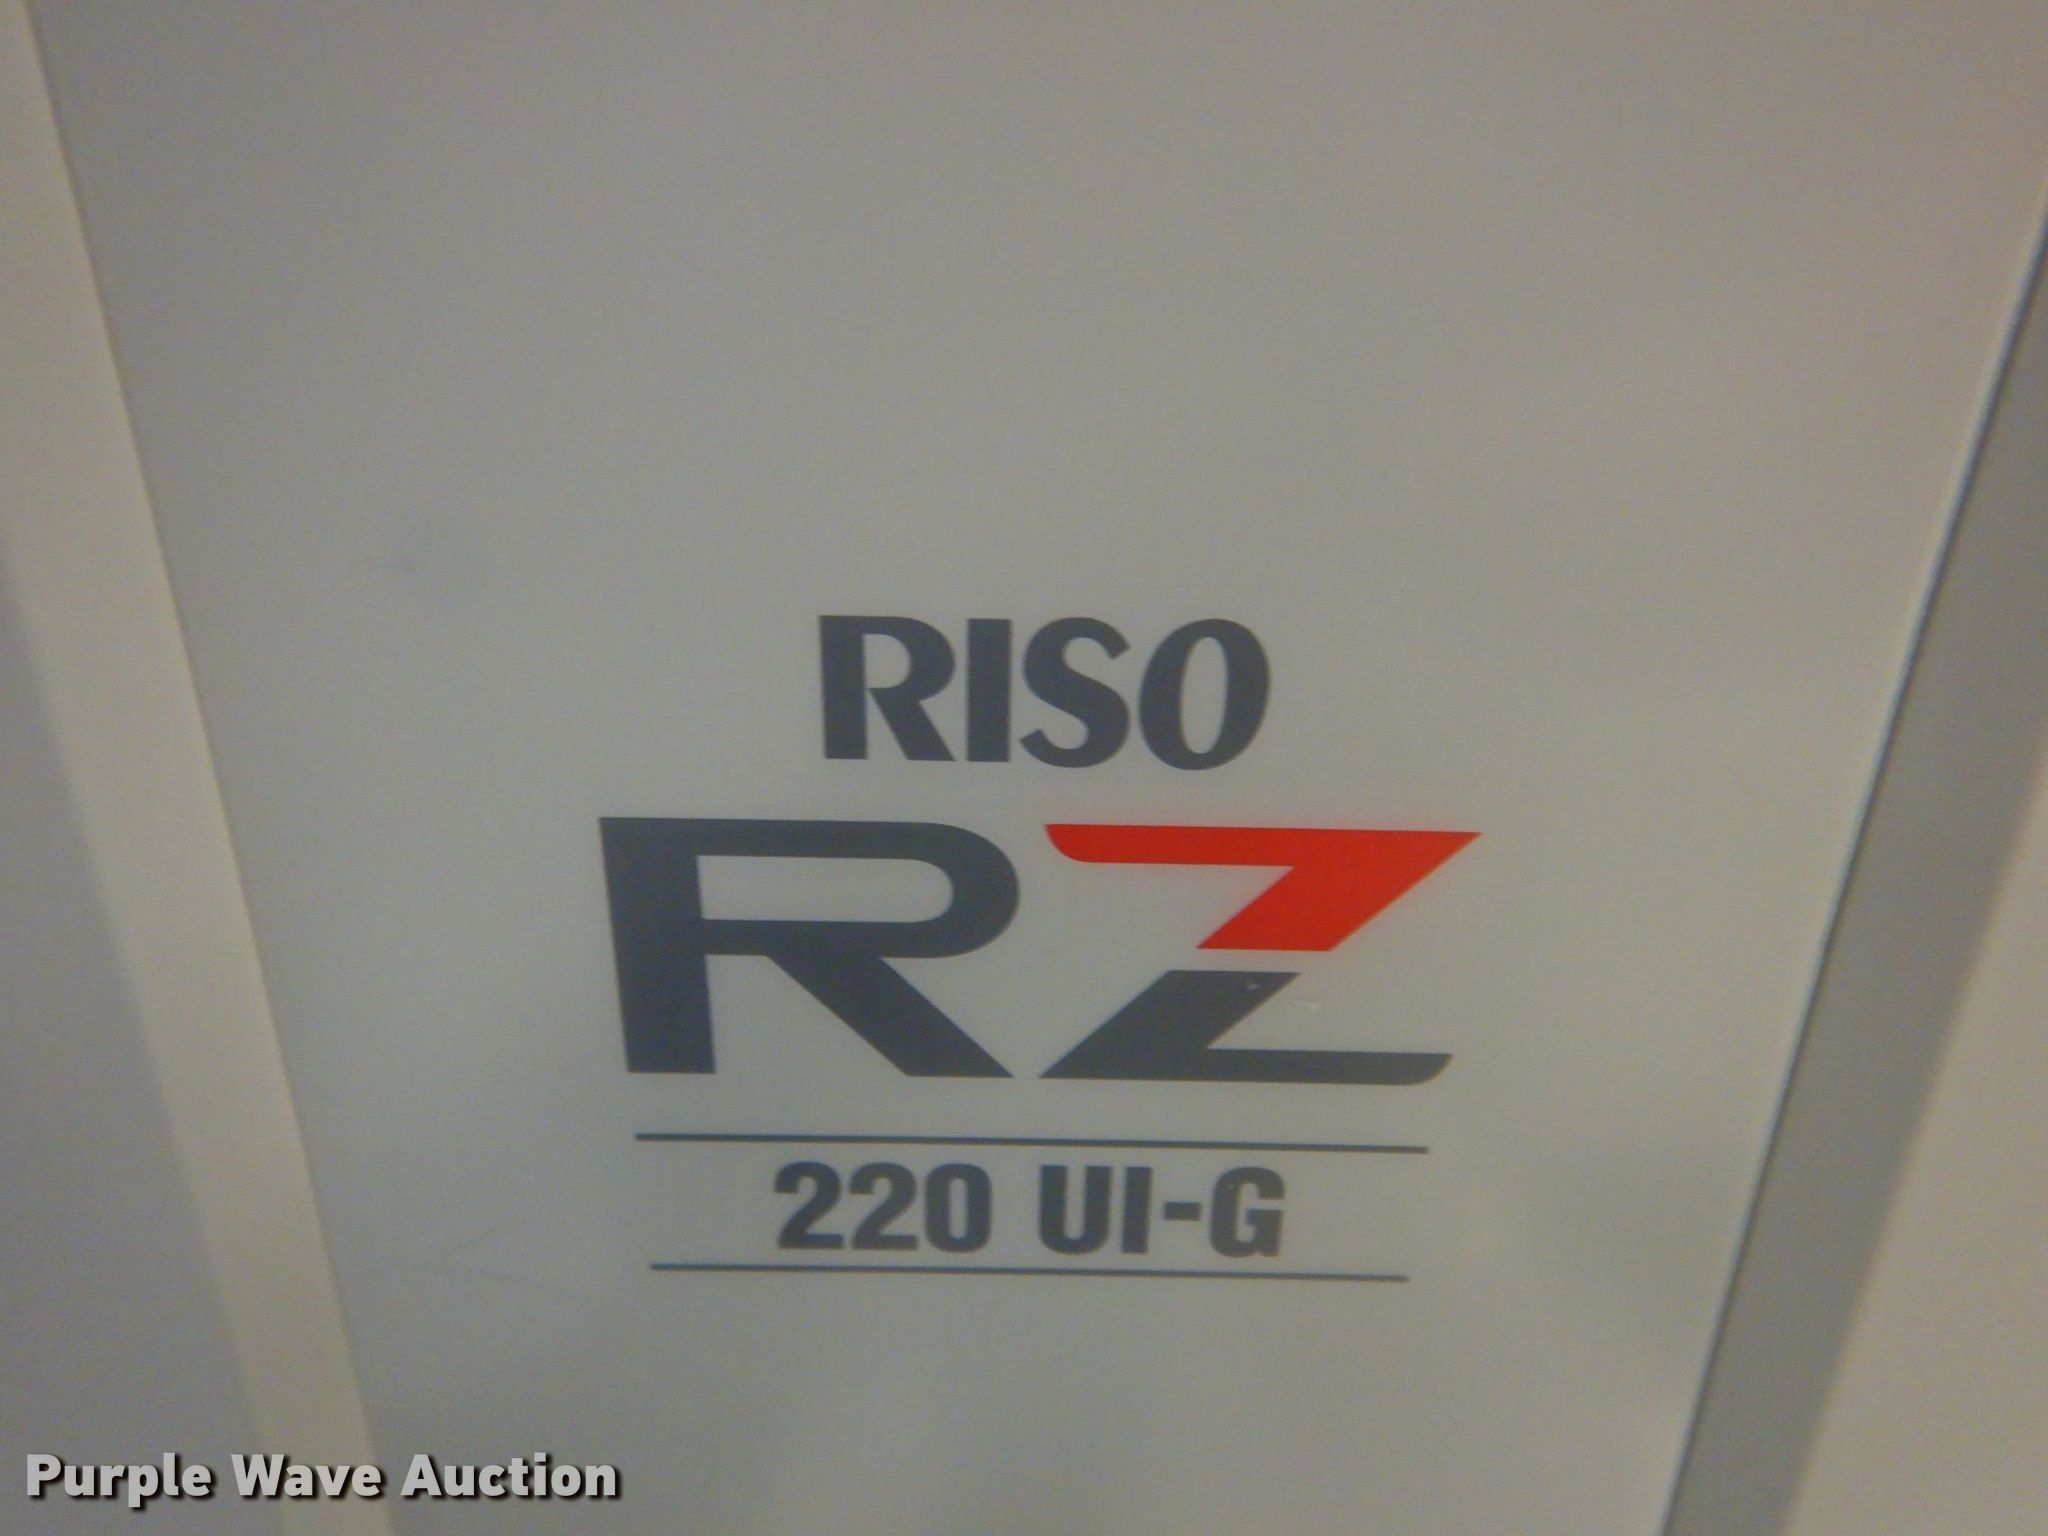 RISO
RZ
220 UI-G
Purple Wave Auction